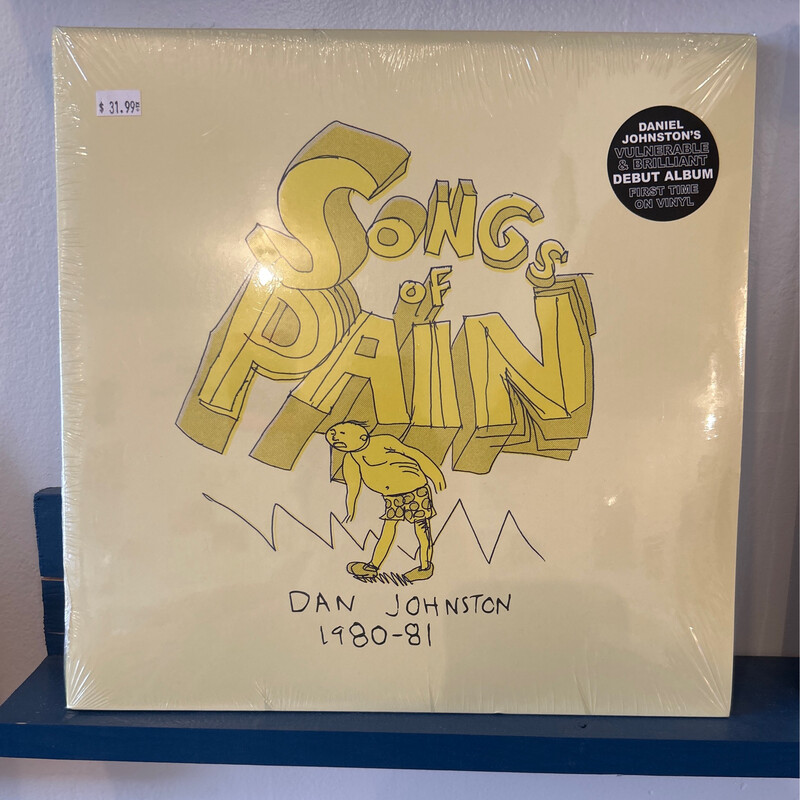 $ 31.99
DANIEL
JOHNSTON'S
VULNERABLE
& BRILLIANT
DEBUT ALBUM
FIRST TIME
ON VINYL
SONGS
OF
PAIN
DAN JOHNSTON
1980-81